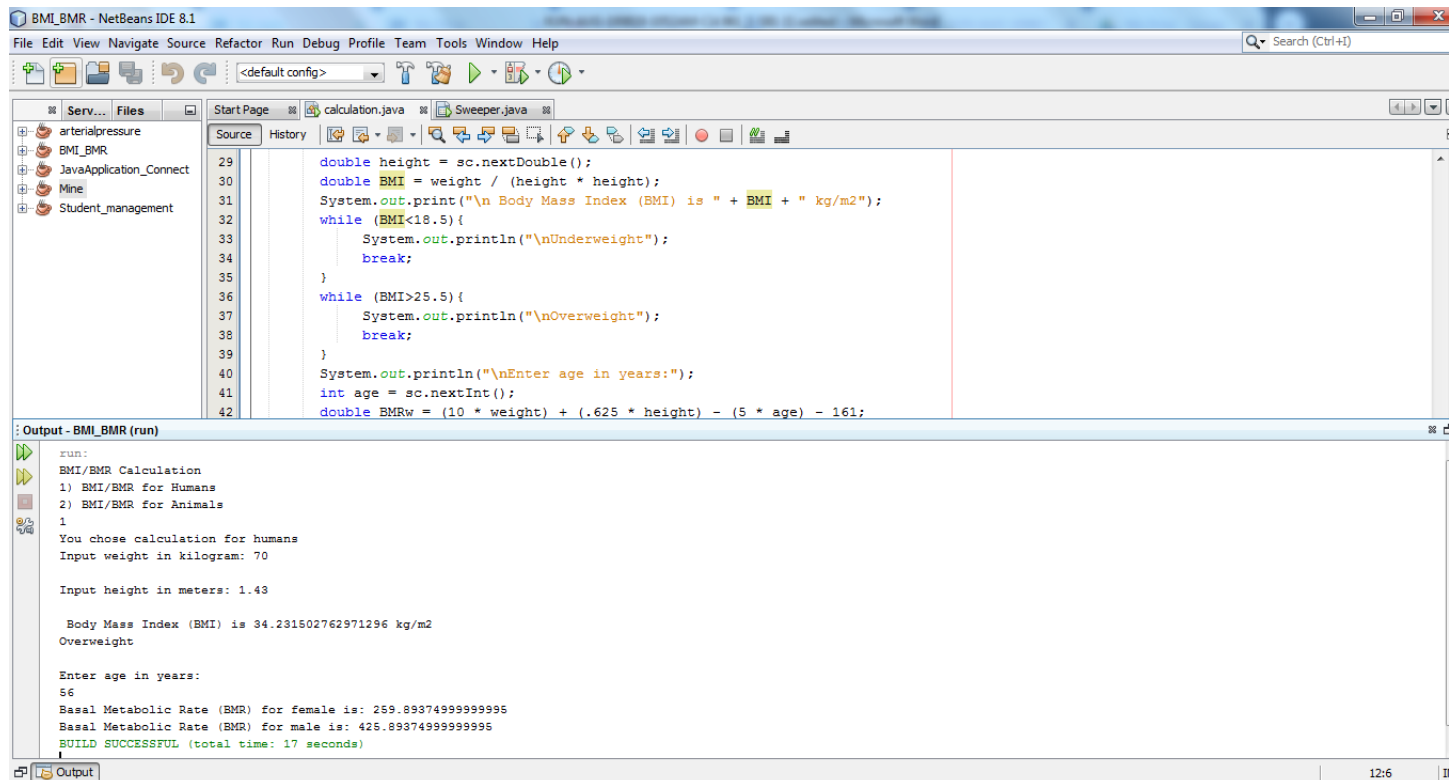 BMI_BMR - NetBeans IDE 8.1
File Edit View Navigate Source Refactor Run Debug Profile Team Tools Window Help
Search (Ctrl+I)
<default config>
Serv... Files
Start Page calculation.java Sweeper.java
arterialpressure
BMI_BMR
JavaApplication_Connect
Mine
Student_management
Source History
29 double height = sc.nextDouble();
30 double BMI = weight / (height * height);
31 System.out.print("\n Body Mass Index (BMI) is " + BMI + " kg/m2");
32 while (BMI<18.5){
33 System.out.println("\nUnderweight");
34 break;
35 }
36 while (BMI>25.5){
37 System.out.println("\nOverweight");
38 break;
39 }
40 System.out.println("\nEnter age in years:");
41 int age = sc.nextInt();
42 double BMRw = (10 * weight) + (.625 * height) - (5 * age) - 161;
Output - BMI_BMR (run)
run:
BMI/BMR Calculation
1) BMI/BMR for Humans
2) BMI/BMR for Animals
1
You chose calculation for humans
Input weight in kilogram: 70
Input height in meters: 1.43
Body Mass Index (BMI) is 34.231502762971296 kg/m2
Overweight
Enter age in years:
56
Basal Metabolic Rate (BMR) for female is: 259.89374999999995
Basal Metabolic Rate (BMR) for male is: 425.89374999999995
BUILD SUCCESSFUL (total time: 17 seconds)
Output
12:6